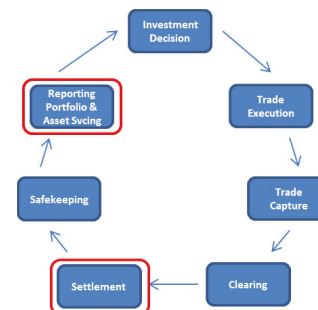 Investment
Decision
Trade
Execution
Trade
Capture
Clearing
Settlement
Safekeeping
Reporting
Portfolio &
Asset Svcing